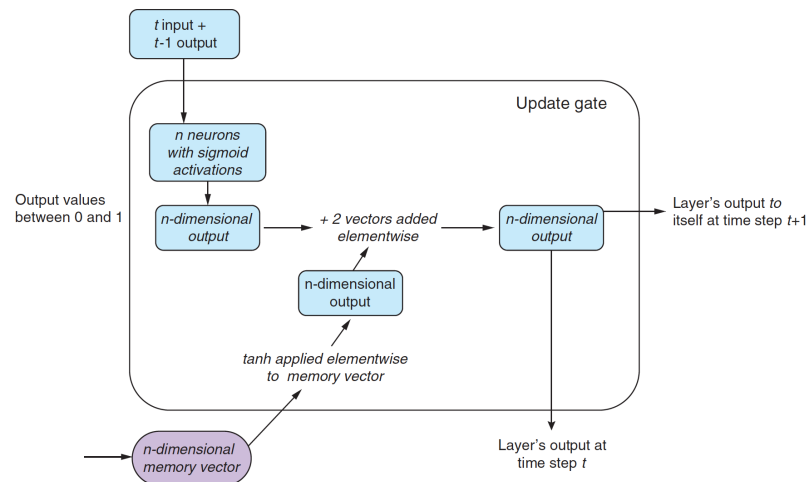 t input +
t-1 output
Update gate
n neurons
with sigmoid
activations
Output values
between 0 and 1
n-dimensional
output
+ 2 vectors added
elementwise
n-dimensional
output
Layer's output to
itself at time step t+1
n-dimensional
output
tanh applied elementwise
to memory vector
n-dimensional
memory vector
Layer's output at
time step t